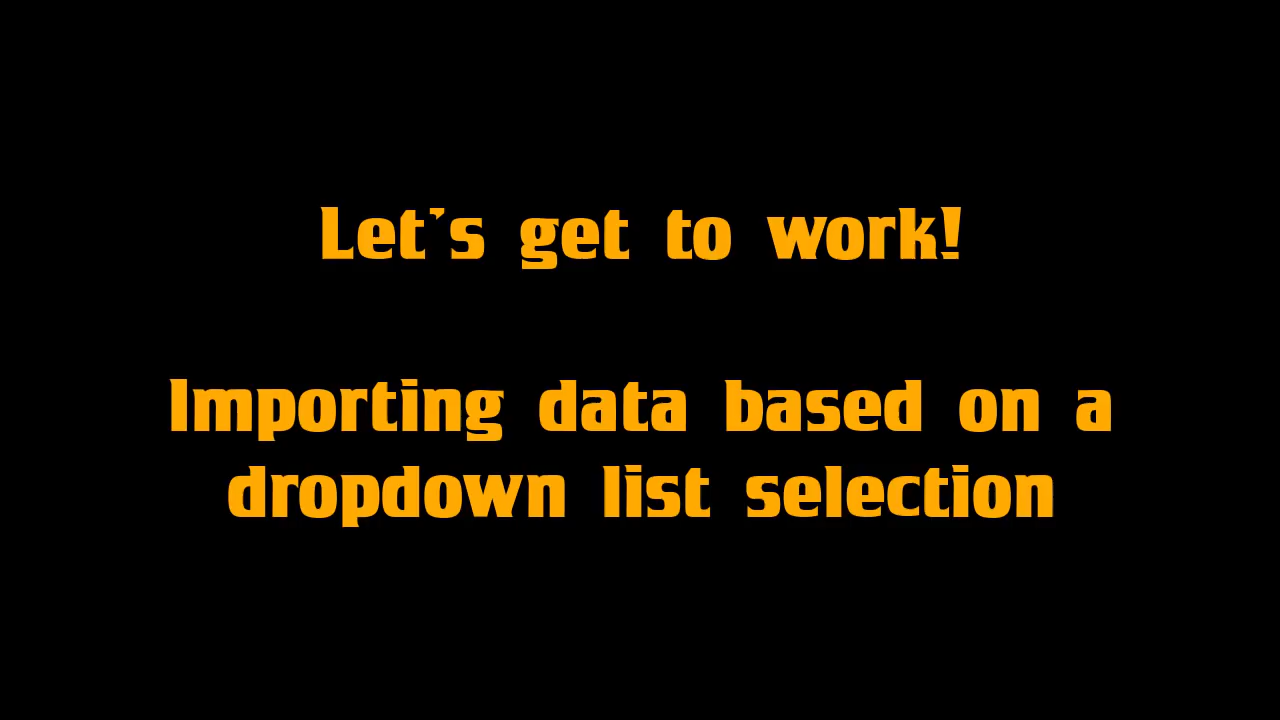 Let's get to work!
Importing data based on a
dropdown list selection